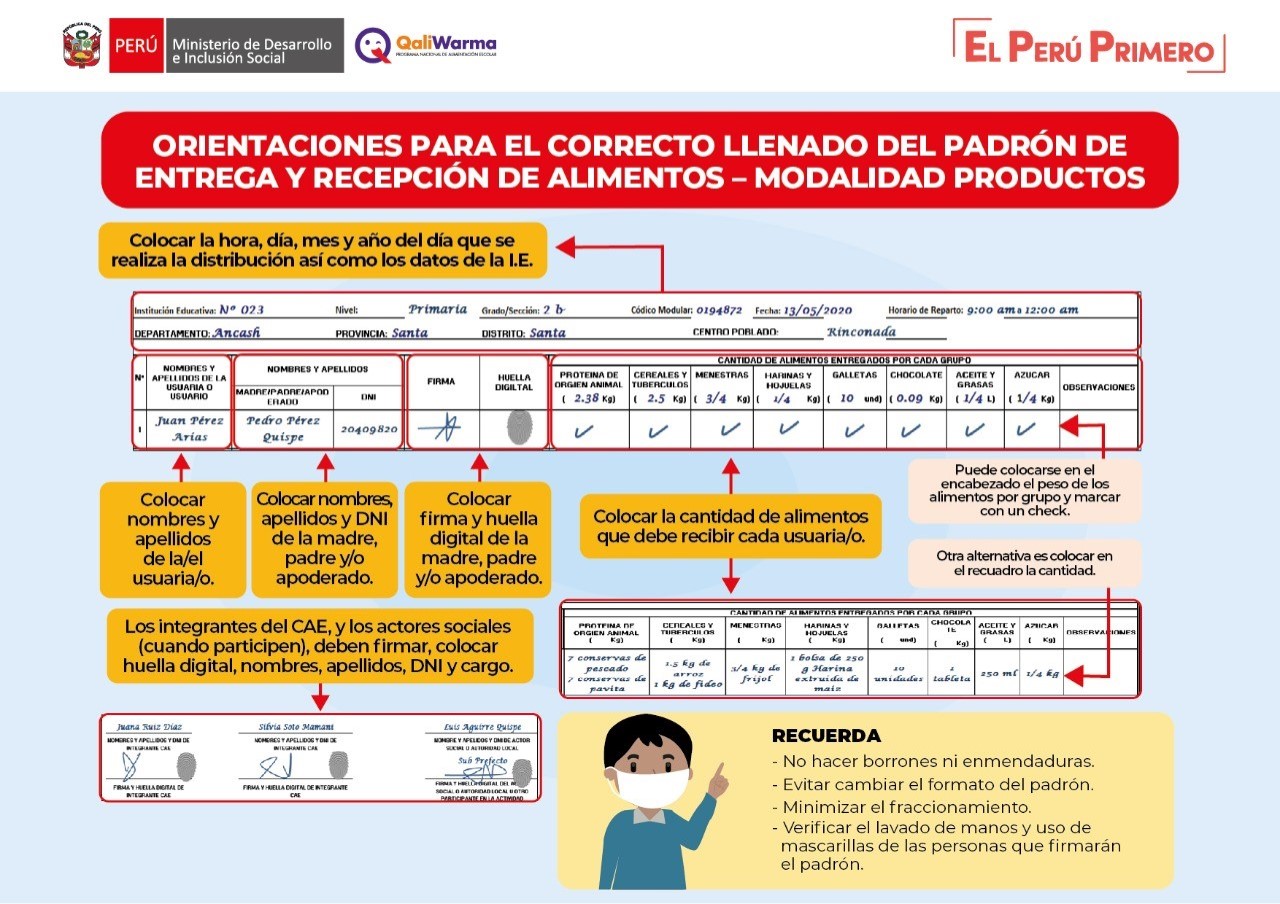 REPÚBLICA DEL PERÚ
PERÚ
Ministerio de Desarrollo
e Inclusión Social
QaliWarma
PROGRAMA NACIONAL DE ALIMENTACIÓN ESCOLAR
EL PERÚ PRIMERO
ORIENTACIONES PARA EL CORRECTO LLENADO DEL PADRÓN DE
ENTREGA Y RECEPCIÓN DE ALIMENTOS – MODALIDAD PRODUCTOS
Colocar la hora, día, mes y año del día que se
realiza la distribución así como los datos de la I.E.
Institución Educativa: Nº 023 Nivel: Primaria Grado/Sección: 2 b Código Modular: 0194872 Fecha: 13/05/2020 Horario de Reparto: 9:00 am a 12:00 am
DEPARTAMENTO: Ancash PROVINCIA: Santa DISTRITO: Santa CENTRO POBLADO: Rinconada
Nº
NOMBRES Y
APELLIDOS DE LA
USUARIA O
USUARIO
NOMBRES Y APELLIDOS
MADRE/PADRE/APOD
ERADO
DNI
FIRMA
HUELLA
DIGILTAL
CANTIDAD DE ALIMENTOS ENTREGADOS POR CADA GRUPO
PROTEINA DE
ORGIEN ANIMAL
( 2.38 Kg)
CEREALES Y
TUBERCULOS
( 2.5 Kg)
MENESTRAS
( 3/4 Kg)
HARINAS Y
HOJUELAS
( 1/4 Kg)
GALLETAS
( 10 und)
CHOCOLATE
( 0.09 Kg)
ACEITE Y
GRASAS
( 1/4 L)
AZUCAR
( 1/4 Kg)
OBSERVACIONES
1
Juan Pérez
Arias
Pedro Pérez
Quispe
20409820
Colocar
nombres y
apellidos
de la/el
usuaria/o.
Colocar nombres,
apellidos y DNI
de la madre,
padre y/o
apoderado.
Colocar
firma y huella
digital de la
madre, padre
y/o apoderado.
Colocar la cantidad de alimentos
que debe recibir cada usuaria/o.
Puede colocarse en el
encabezado el peso de los
alimentos por grupo y marcar
con un check.
Otra alternativa es colocar en
el recuadro la cantidad.
Los integrantes del CAE, y los actores sociales
(cuando participen), deben firmar, colocar
huella digital, nombres, apellidos, DNI y cargo.
CANTIDAD DE ALIMENTOS ENTREGADOS POR CADA GRUPO
PROTEINA DE
ORGIEN ANIMAL
( Kg)
CEREALES Y
TUBERCULOS
( Kg)
MENESTRAS
( Kg)
HARINAS Y
HOJUELAS
( Kg)
GALLETAS
( und)
CHOCOLA
TE
( Kg)
ACEITE Y
GRASAS
( L)
AZUCAR
( Kg)
OBSERVACIONES
7 conservas de
pescado
7 conservas de
pavita
1.5 kg de
arroz
1 kg de fideo
3/4 kg de
frijol
1 bolsa de 250
g Harina
extruida de
maiz
10
unidades
1
tableta
250 ml
1/4 kg
Juana Ruiz Díaz
NOMBRES Y APELLIDOS Y DNI DE
INTEGRANTE CAE
FIRMA Y HUELLA DIGITAL DE
INTEGRANTE CAE
Silvia Soto Mamani
NOMBRES Y APELLIDOS Y DNI DE
INTEGRANTE CAE
FIRMA Y HUELLA DIGITAL DE INTEGRANTE
CAE
Luis Aguirre Quispe
NOMBRE Y APELLIDOS Y DNI DE ACTOR
SOCIAL O AUTORIDAD LOCAL
Sub Prefecto
FIRMA Y HUELLA DIGITAL DEL
SOCIAL O AUTORIDAD LOCAL U OTRO
PARTICIPANTE EN LA ACTIVIDAD
RECUERDA
- No hacer borrones ni enmendaduras.
- Evitar cambiar el formato del padrón.
- Minimizar el fraccionamiento.
- Verificar el lavado de manos y uso de
mascarillas de las personas que firmarán
el padrón.